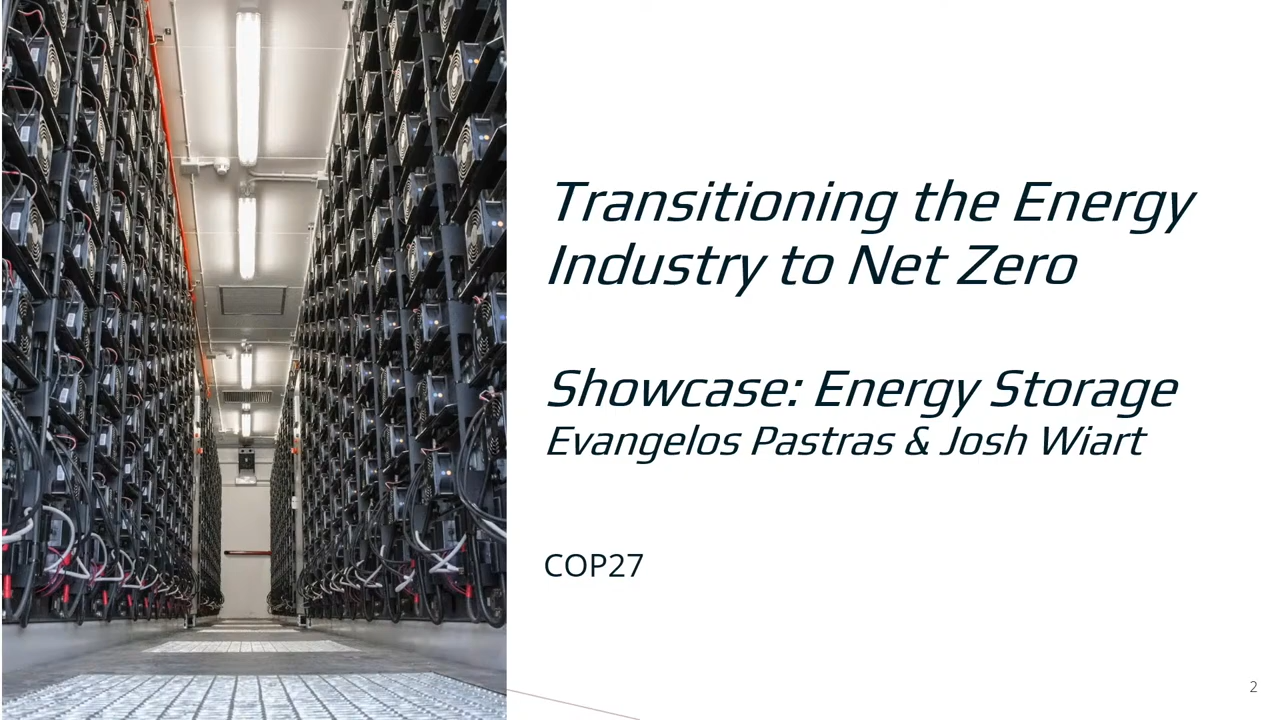 Transitioning the Energy
Industry to Net Zero
Showcase: Energy Storage
Evangelos Pastras & Josh Wiart
COP27
2